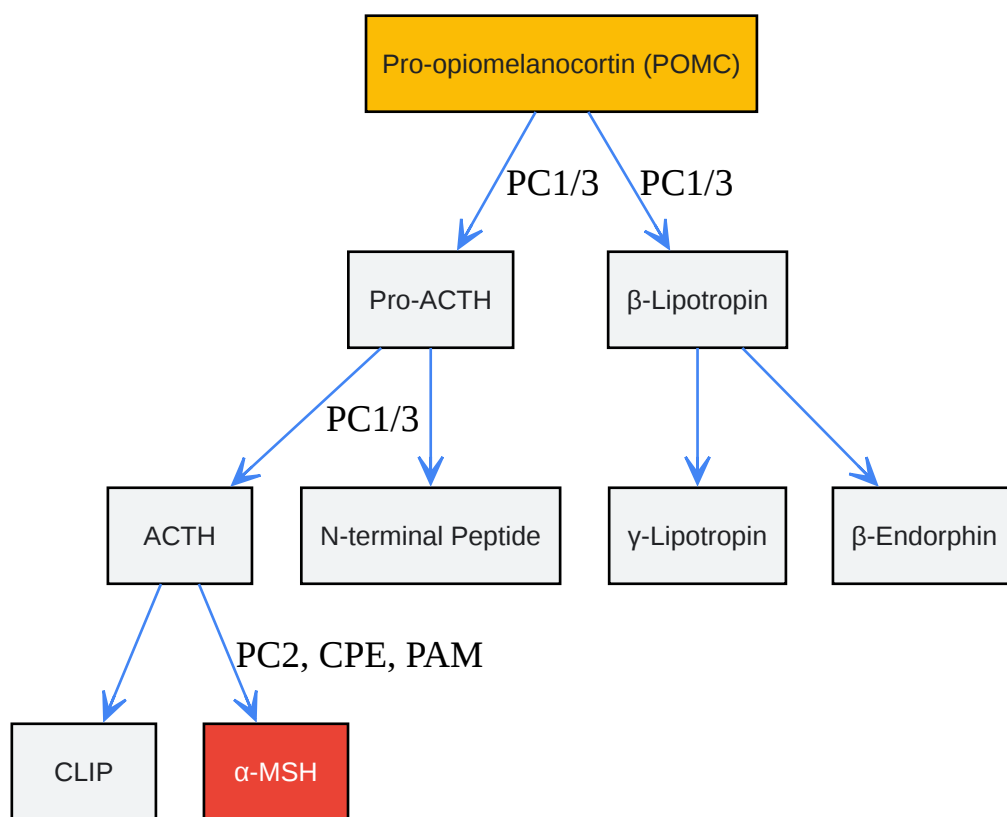 Pro-opiomelanocortin (POMC)
PC1/3
PC1/3
Pro-ACTH
β-Lipotropin
PC1/3
ACTH
N-terminal Peptide
γ-Lipotropin
β-Endorphin
PC2, CPE, PAM
CLIP
α-MSH